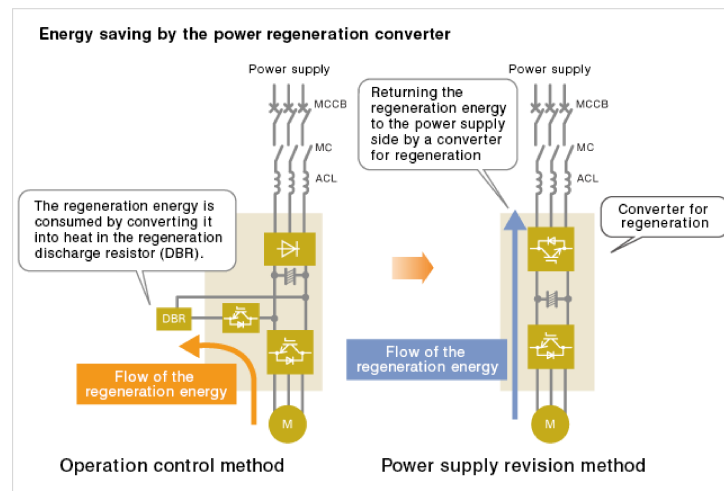 Energy saving by the power regeneration converter
Power supply
MCCB
MC
ACL
The regeneration energy is
consumed by converting it
into heat in the regeneration
discharge resistor (DBR).
DBR
Flow of the
regeneration energy
M
Operation control method
Power supply
Returning the
regeneration energy
to the power supply
side by a converter
for regeneration
MCCB
MC
ACL
Converter for
regeneration
Flow of the
regeneration energy
M
Power supply revision method